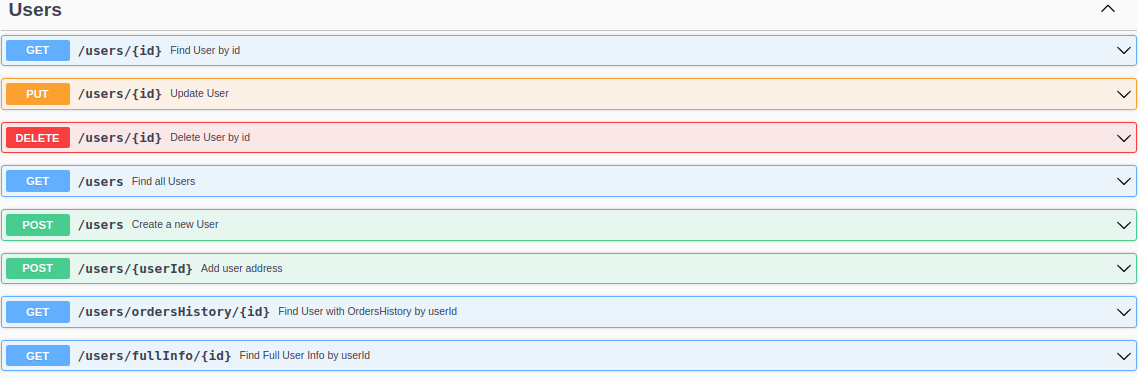 Users
GET /users/{id} Find User by id
PUT /users/{id} Update User
DELETE /users/{id} Delete User by id
GET /users Find all Users
POST /users Create a new User
POST /users/{userId} Add user address
GET /users/ordersHistory/{id} Find User with OrdersHistory by userId
GET /users/fullInfo/{id} Find Full User Info by userId